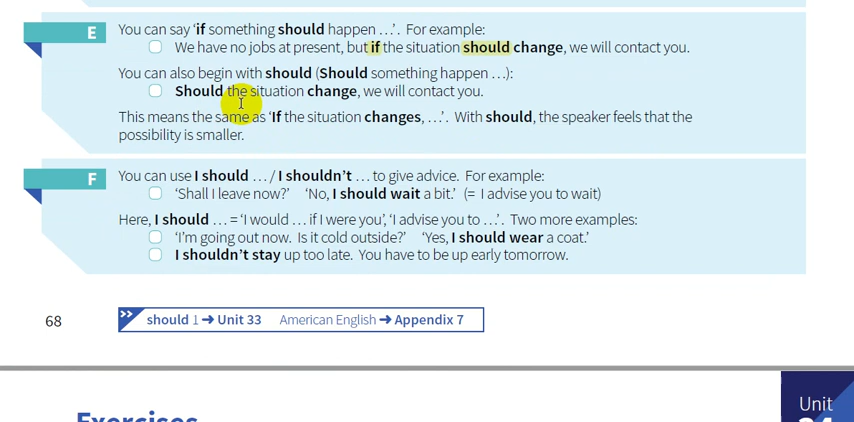 E
You can say ‘if something should happen …’. For example:
We have no jobs at present, but if the situation should change, we will contact you.
You can also begin with should (Should something happen …):
Should the situation change, we will contact you.
This means the same as ‘If the situation changes, …’. With should, the speaker feels that the
possibility is smaller.
F
You can use I should … / I shouldn’t … to give advice. For example:
‘Shall I leave now?’ ‘No, I should wait a bit.’ (= I advise you to wait)
Here, I should … = ‘I would … if I were you’, ‘I advise you to …’. Two more examples:
‘I’m going out now. Is it cold outside?’ ‘Yes, I should wear a coat.’
I shouldn’t stay up too late. You have to be up early tomorrow.
68
should 1 ➜ Unit 33 American English ➜ Appendix 7
Unit
Exercises